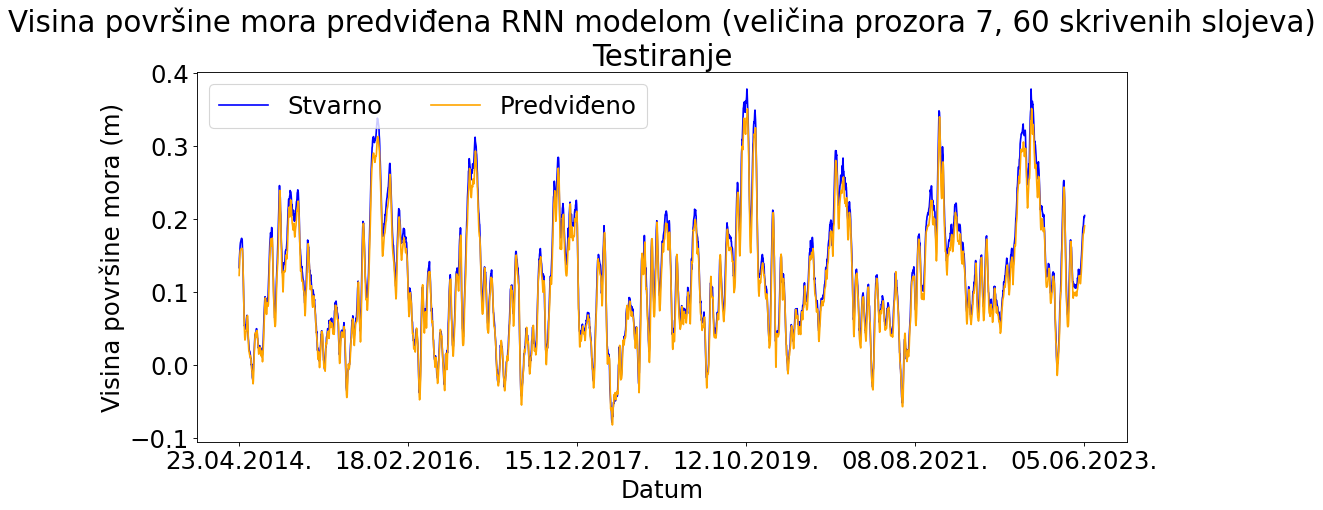 Visina površine mora predviđena RNN modelom (veličina prozora 7, 60 skrivenih slojeva)
Testiranje
Stvarno
Predviđeno
Visina površine mora (m)
0.4
0.3
0.2
0.1
0.0
−0.1
23.04.2014.
18.02.2016.
15.12.2017.
12.10.2019.
08.08.2021.
05.06.2023.
Datum